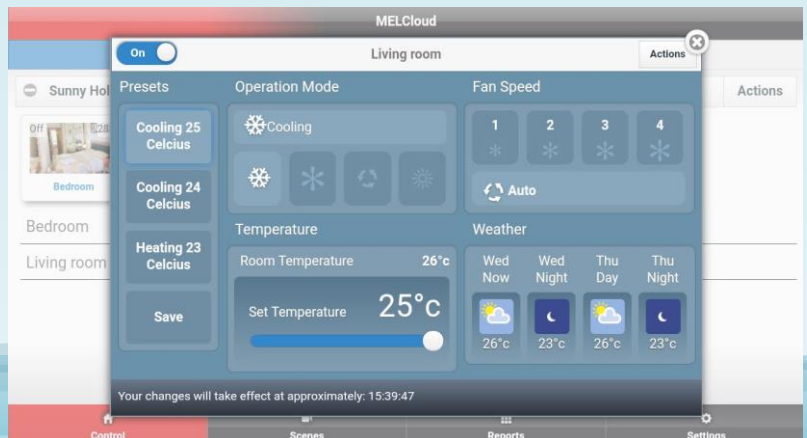 MELCloud
On
Living room
Actions
Sunny Hol
Actions
Off
Bedroom
Bedroom
Living room
Presets
Cooling 25
Celcius
Cooling 24
Celcius
Heating 23
Celcius
Save
Operation Mode
Cooling
Temperature
Room Temperature 26°c
Set Temperature 25°c
Fan Speed
1 2 3 4
Auto
Weather
Wed Wed Thu Thu
Now Night Day Night
26°c 23°c 26°c 23°c
Your changes will take effect at approximately: 15:39:47
Control Scenes Reports Settings